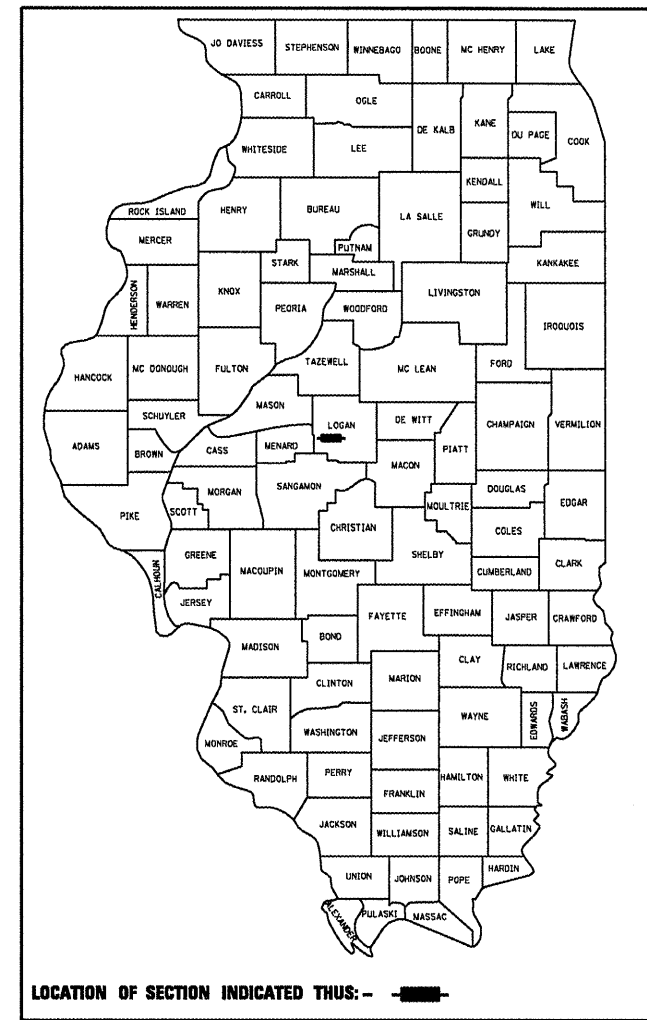 JO DAVIESS STEPHENSON WINNEBAGO BOONE MC HENRY LAKE
CARROLL OGLE DE KALB KANE DU PAGE COOK
WHITESIDE LEE
KENDALL WILL
ROCK ISLAND HENRY BUREAU LA SALLE
GRUNDY
MERCER PUTNAM
STARK MARSHALL KANKAKEE
HENDERSON WARREN KNOX PEORIA WOODFORD LIVINGSTON
IROQUOIS
HANCOCK MC DONOUGH FULTON TAZEWELL MC LEAN FORD
MASON
SCHUYLER LOGAN DE WITT CHAMPAIGN VERMILION
ADAMS BROWN CASS MENARD PIATT
MACON
PIKE SCOTT MORGAN SANGAMON MOULTRIE DOUGLAS EDGAR
CHRISTIAN
COLES
GREENE SHELBY
CALHOUN MACOUPIN MONTGOMERY CUMBERLAND CLARK
JERSEY
FAYETTE EFFINGHAM JASPER CRAWFORD
MADISON BOND
CLAY RICHLAND LAWRENCE
CLINTON MARION
ST. CLAIR WAYNE EDWARDS WABASH
WASHINGTON JEFFERSON
MONROE
RANDOLPH PERRY HAMILTON WHITE
FRANKLIN
JACKSON WILLIAMSON SALINE GALLATIN
UNION JOHNSON POPE HARDIN
ALEXANDER PULASKI MASSAC
LOCATION OF SECTION INDICATED THUS: -